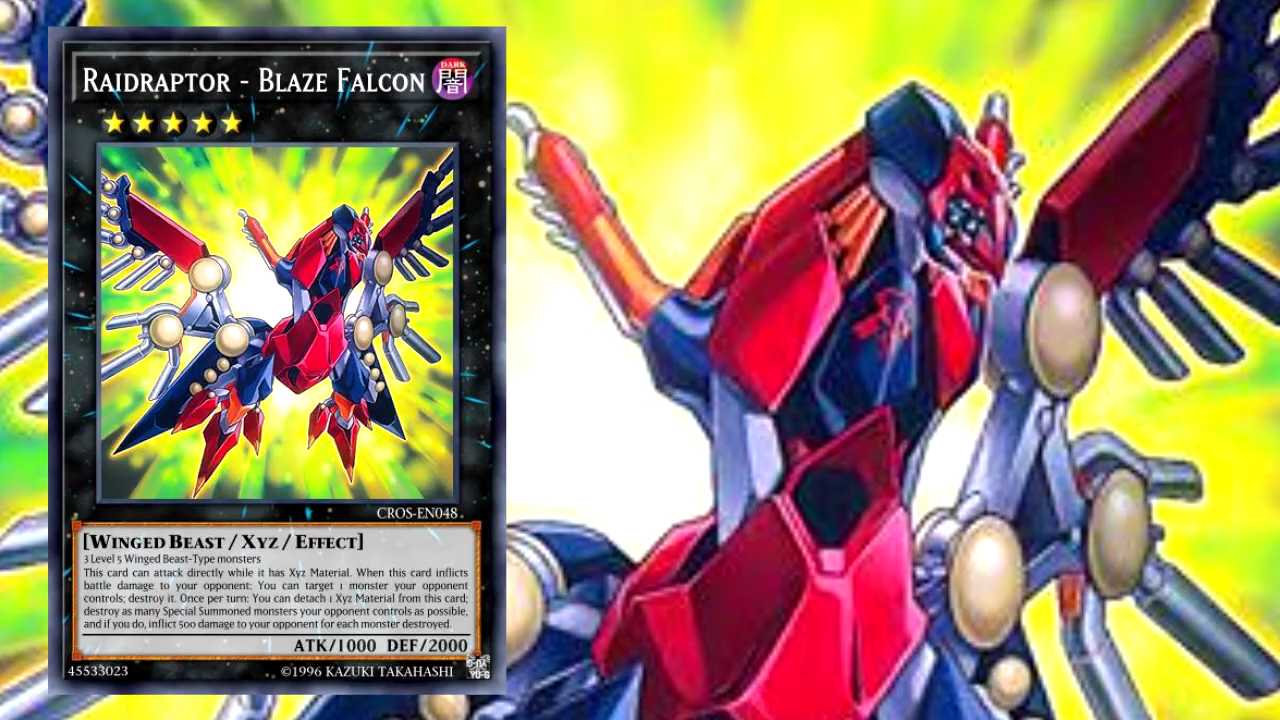 RAIDRAPTOR - BLAZE FALCON
DARK
闇
CROS-EN048
[WINGED BEAST / XYZ / EFFECT]
3 Level 5 Winged Beast-Type monsters
This card can attack directly while it has Xyz Material. When this card inflicts
battle damage to your opponent: You can target 1 monster your opponent
controls; destroy it. Once per turn: You can detach 1 Xyz Material from this card;
destroy as many Special Summoned monsters your opponent controls as possible,
and if you do, inflict 500 damage to your opponent for each monster destroyed.
ATK/1000 DEF/2000
45533023
©1996 KAZUKI TAKAHASHI